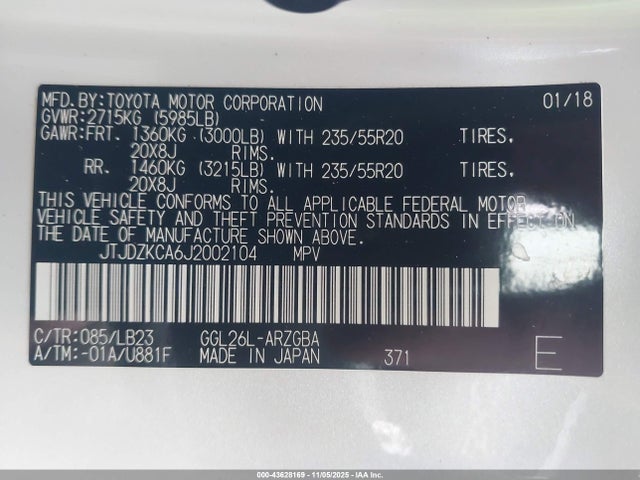 MFD.BY:TOYOTA MOTOR CORPORATION 01/18
GVWR:2715KG (5985LB)
GAWR:FRT. 1360KG (3000LB) WITH 235/55R20 TIRES,
20X8J RIMS.
RR. 1460KG (3215LB) WITH 235/55R20 TIRES,
20X8J RIMS.
THIS VEHICLE CONFORMS TO ALL APPLICABLE FEDERAL MOTOR
VEHICLE SAFETY AND THEFT PREVENTION STANDARDS IN EFFECT ON
THE DATE OF MANUFACTURE SHOWN ABOVE.
JTJDZKCA6J2002104 MPV
C/TR:085/LB23 GGL26L-ARZGBA
A/TM:-01A/U881F MADE IN JAPAN 371 E
000-43628169 - 11/05/2025 - IAAI Inc.